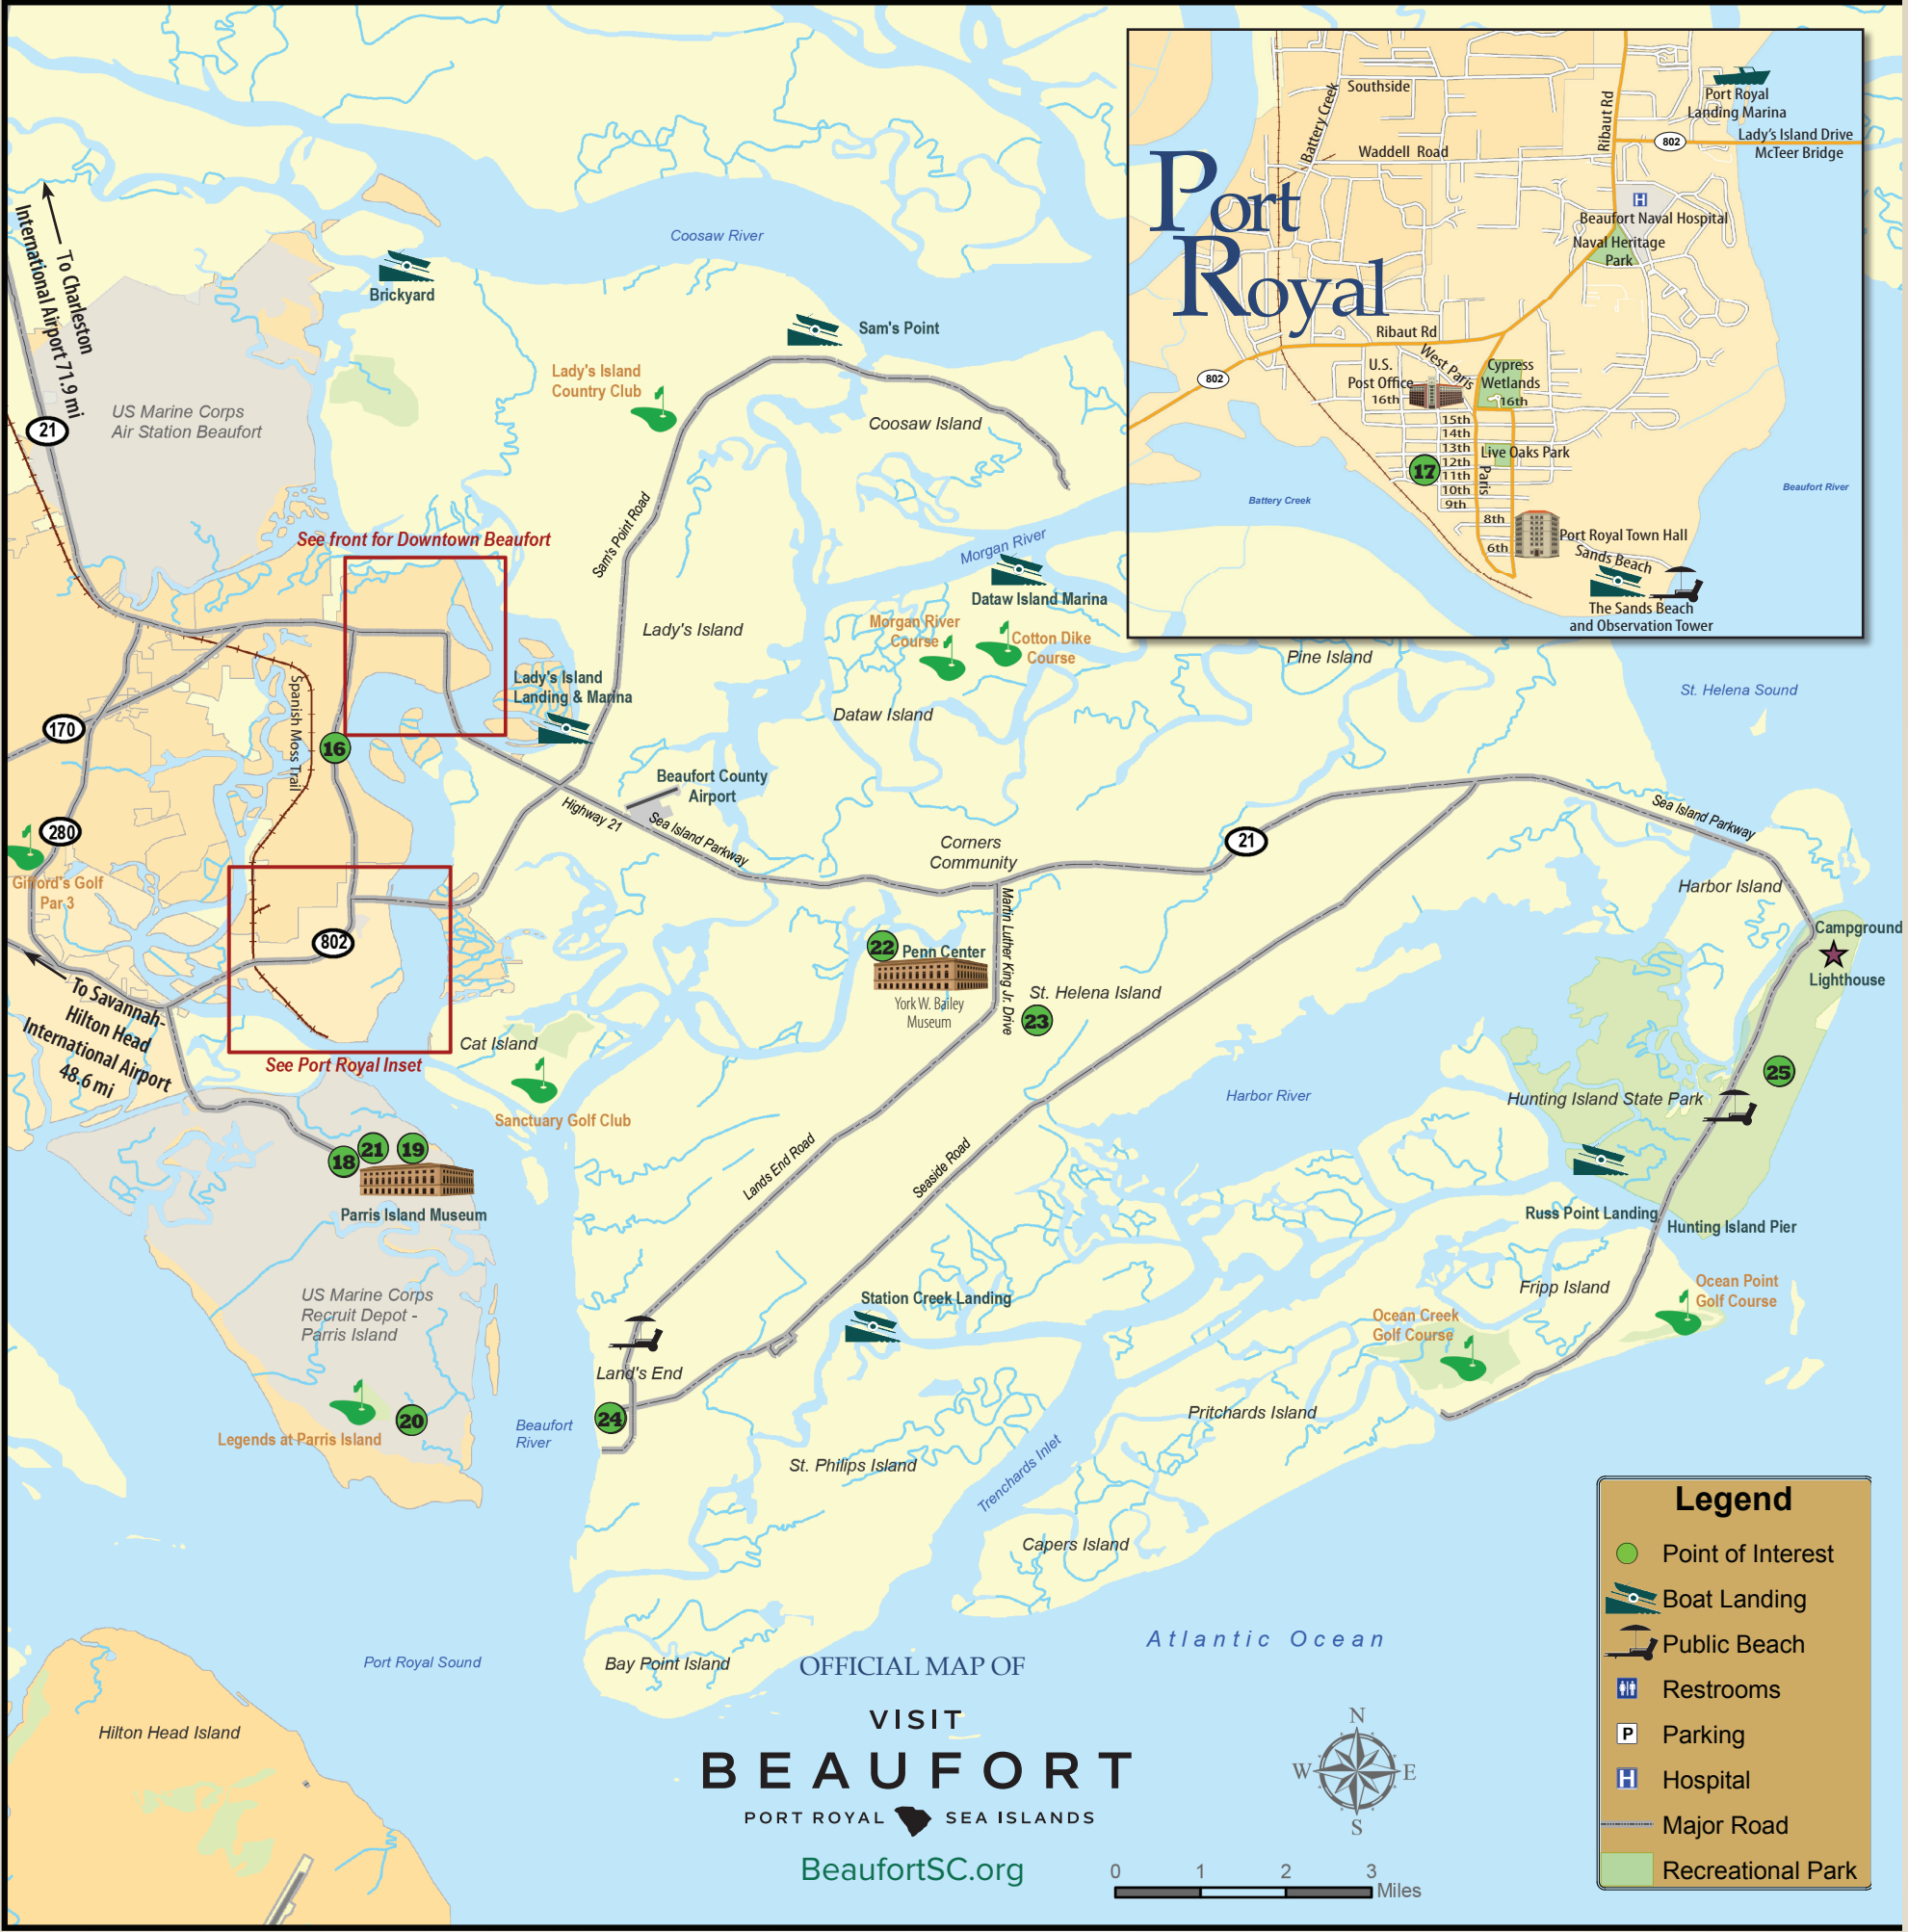 Port
Royal
Southside
Battery Creek
Ribaut Rd
Waddell Road
Port Royal
Landing Marina
802
Lady's Island Drive
McTeer Bridge
H
Beaufort Naval Hospital
Naval Heritage
Park
Ribaut Rd
West Paris
802
U.S.
Post Office
16th
Cypress
Wetlands
16th
15th
14th
13th
12th
11th
10th
9th
8th
6th
Live Oaks Park
Paris
17
Battery Creek
Beaufort River
Port Royal Town Hall
Sands Beach
The Sands Beach
and Observation Tower
To Charleston
International Airport 71.9 mi
21
US Marine Corps
Air Station Beaufort
Brickyard
Coosaw River
Sam's Point
Lady's Island
Country Club
Coosaw Island
Sam's Point Road
See front for Downtown Beaufort
Morgan River
Dataw Island Marina
Morgan River
Course
Cotton Dike
Course
Lady's Island
Pine Island
St. Helena Sound
Dataw Island
Lady's Island
Landing & Marina
Spanish Moss Trail
170
16
280
Gifford's Golf
Par 3
Beaufort County
Airport
Highway 21
Sea Island Parkway
Corners
Community
21
Sea Island Parkway
Harbor Island
Campground
Lighthouse
802
To Savannah-
Hilton Head
International Airport
48.6 mi
See Port Royal Inset
Cat Island
Sanctuary Golf Club
22
Penn Center
York W. Bailey
Museum
Martin Luther King Jr. Drive
St. Helena Island
23
25
Hunting Island State Park
Harbor River
18
21
19
Parris Island Museum
US Marine Corps
Recruit Depot -
Parris Island
20
Legends at Parris Island
Lands End Road
Seaside Road
Russ Point Landing
Hunting Island Pier
Station Creek Landing
Fripp Island
Ocean Point
Golf Course
Ocean Creek
Golf Course
Land's End
24
Beaufort
River
Pritchards Island
St. Philips Island
Trenchards Inlet
Capers Island
Atlantic Ocean
Port Royal Sound
Bay Point Island
Hilton Head Island
OFFICIAL MAP OF
VISIT
BEAUFORT
PORT ROYAL SEA ISLANDS
BeaufortSC.org
N
W E
S
0 1 2 3
Miles
Legend
Point of Interest
Boat Landing
Public Beach
Restrooms
P Parking
H Hospital
Major Road
Recreational Park